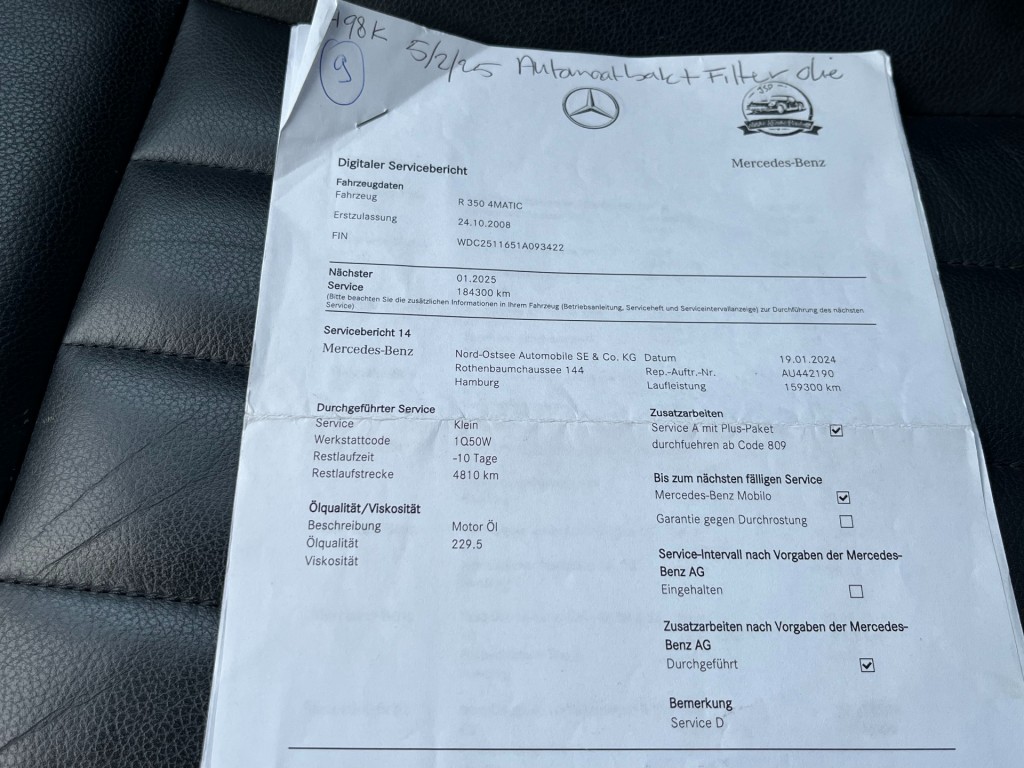 198K 5/2/25 Automaatbak + Filter olie
9
Mercedes-Benz
Digitaler Servicebericht
Fahrzeugdaten
Fahrzeug R 350 4MATIC
Erstzulassung 24.10.2008
FIN WDC2511651A093422
Nächster Service 01.2025
184300 km
(Bitte beachten Sie die zusätzlichen Informationen in Ihrem Fahrzeug (Betriebsanleitung, Serviceheft und Serviceintervallanzeige) zur Durchführung des nächsten
Service)
Servicebericht 14
Mercedes-Benz
Nord-Ostsee Automobile SE & Co. KG
Rothenbaumchaussee 144
Hamburg
Datum 19.01.2024
Rep.-Auftr.-Nr. AU442190
Laufleistung 159300 km
Durchgeführter Service
Service Klein
Werkstattcode 1Q50W
Restlaufzeit -10 Tage
Restlaufstrecke 4810 km
Ölqualität/Viskosität
Beschreibung Motor Öl
Ölqualität 229.5
Viskosität
Zusatzarbeiten
Service A mit Plus-Paket
durchfuehren ab Code 809
Bis zum nächsten fälligen Service
Mercedes-Benz Mobilo
Garantie gegen Durchrostung
Service-Intervall nach Vorgaben der Mercedes-
Benz AG
Eingehalten
Zusatzarbeiten nach Vorgaben der Mercedes-
Benz AG
Durchgeführt
Bemerkung
Service D